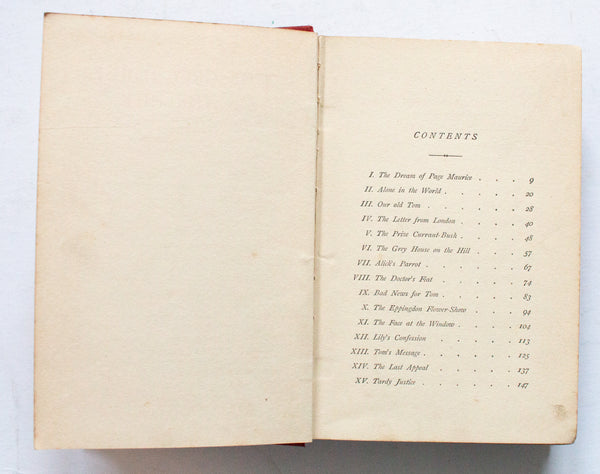 CONTENTS
I. The Dream of Page Maurice . . . 9
II. Alone in the World . . . . 20
III. Our old Tom . . . . . 28
IV. The Letter from London . . . . 40
V. The Prize Currant-Bush . . . . 48
VI. The Grey House on the Hill . . . 57
VII. Alick's Parrot . . . . . 67
VIII. The Doctor's Fiat . . . . . 74
IX. Bad News for Tom . . . . . 83
X. The Eppingdon Flower-Show . . . 94
XI. The Face at the Window . . . . 104
XII. Lily's Confession . . . . . 113
XIII. Tom's Message . . . . . . 125
XIV. The Last Appeal . . . . . 137
XV. Tardy Justice . . . . . . 147